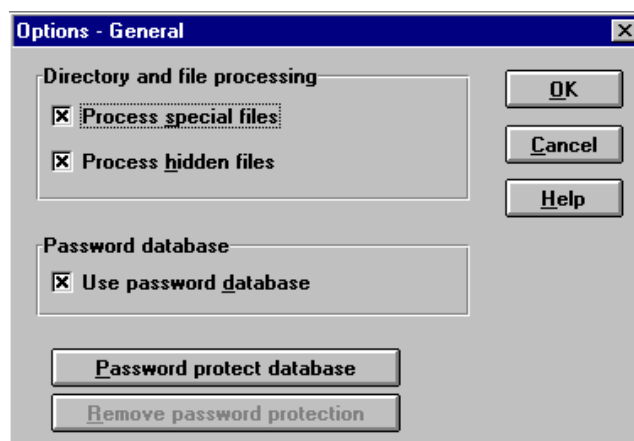 Options - General
Directory and file processing
Process special files
Process hidden files
OK
Cancel
Help
Password database
Use password database
Password protect database
Remove password protection